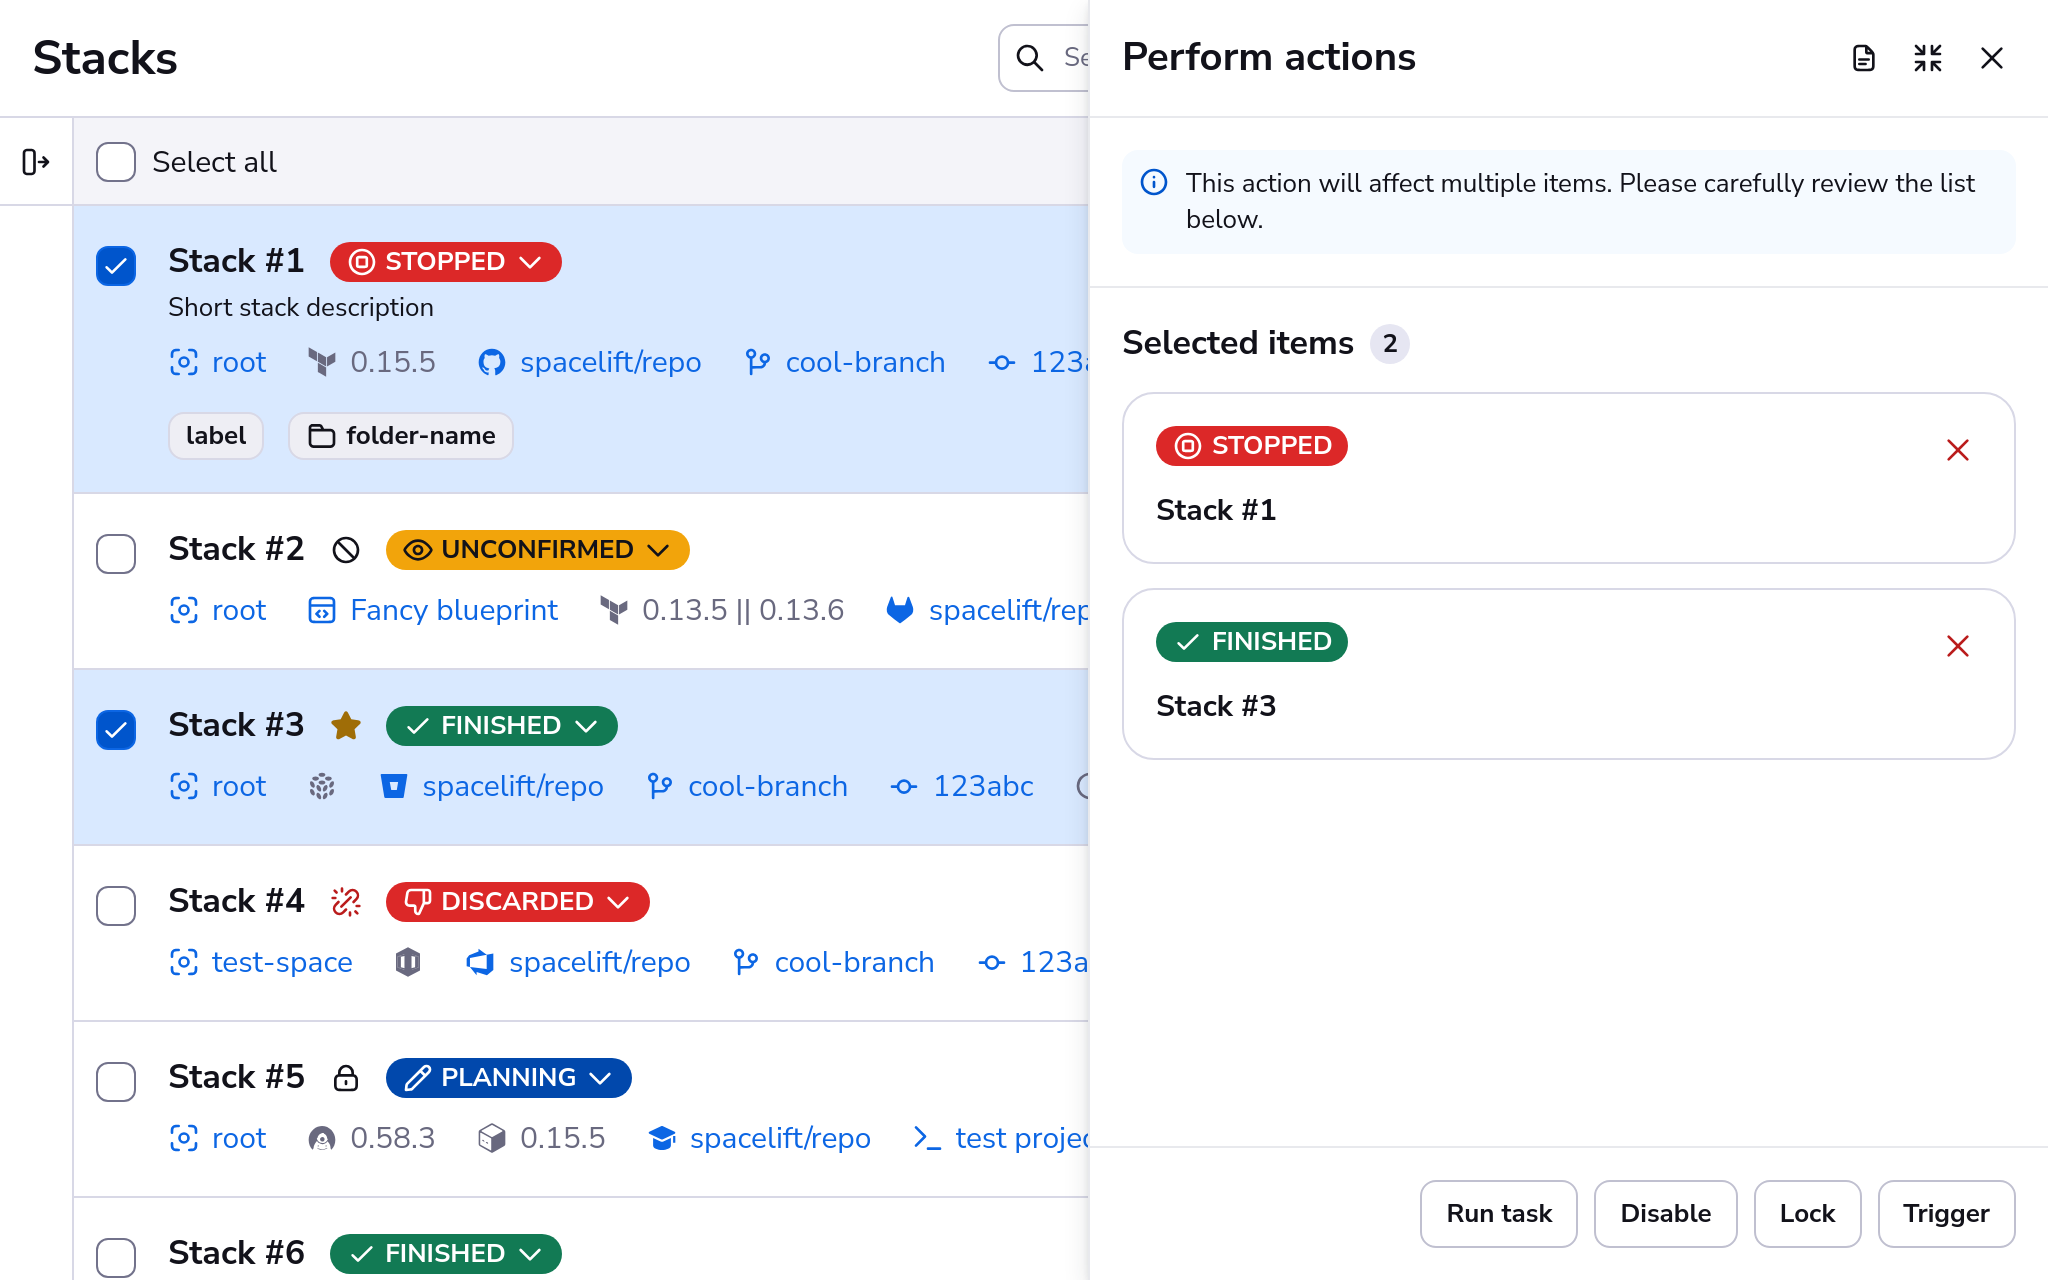 Stacks
Se
Select all
Stack #1 STOPPED
Short stack description
root 0.15.5 spacelift/repo cool-branch 123a
label folder-name
Stack #2 UNCONFIRMED
root Fancy blueprint 0.13.5 || 0.13.6 spacelift/rep
Stack #3 FINISHED
root spacelift/repo cool-branch 123abc
Stack #4 DISCARDED
test-space spacelift/repo cool-branch 123a
Stack #5 PLANNING
root 0.58.3 0.15.5 spacelift/repo test projec
Stack #6 FINISHED
Perform actions
This action will affect multiple items. Please carefully review the list
below.
Selected items 2
STOPPED
Stack #1
FINISHED
Stack #3
Run task Disable Lock Trigger